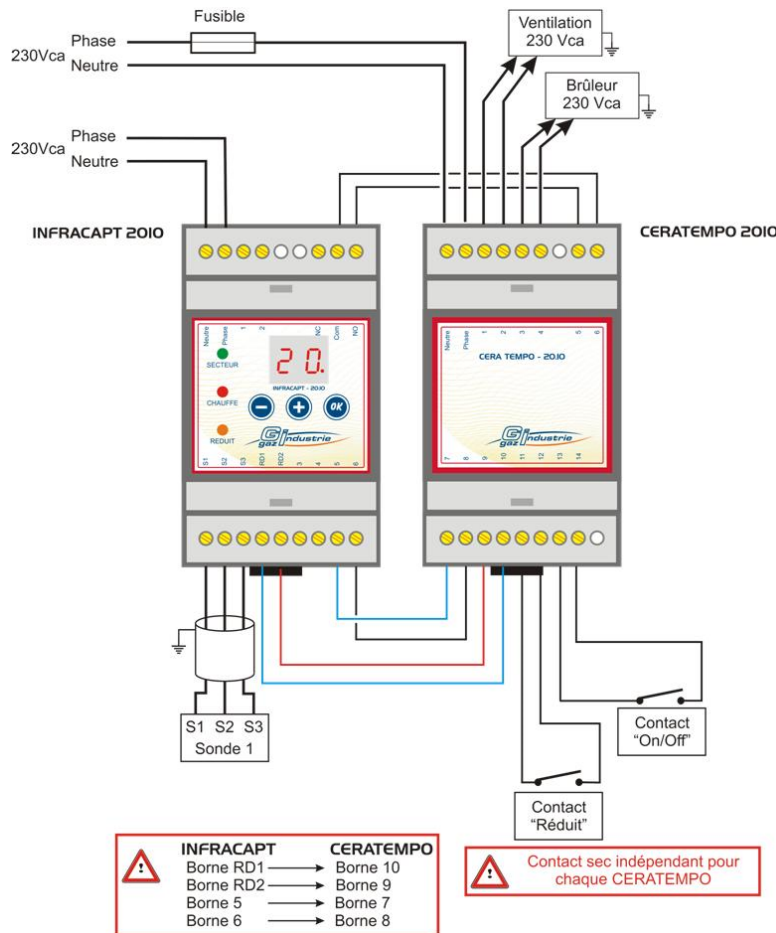 Fusible
Phase
230Vca
Neutre
Ventilation
230 Vca
Brûleur
230 Vca
Phase
230Vca
Neutre
INFRACAPT 2010
CERATEMPO 2010
Neutre
Phase
1
2
NC
Com
NO
20.
SECTEUR
INFRACAPT - 2010
CHAUFFE
- + OK
REDUIT
Gi gaz industrie
S1
S2
S3
RD1
RD2
3
4
5
6
Neutre
Phase
1
2
3
4
5
6
CERA TEMPO - 2010
Gi gaz industrie
7
8
9
10
11
12
13
14
S1 S2 S3
Sonde 1
Contact
"On/Off"
Contact
"Réduit"
INFRACAPT CERATEMPO
Borne RD1 Borne 10
Borne RD2 Borne 9
Borne 5 Borne 7
Borne 6 Borne 8
Contact sec indépendant pour
chaque CERATEMPO